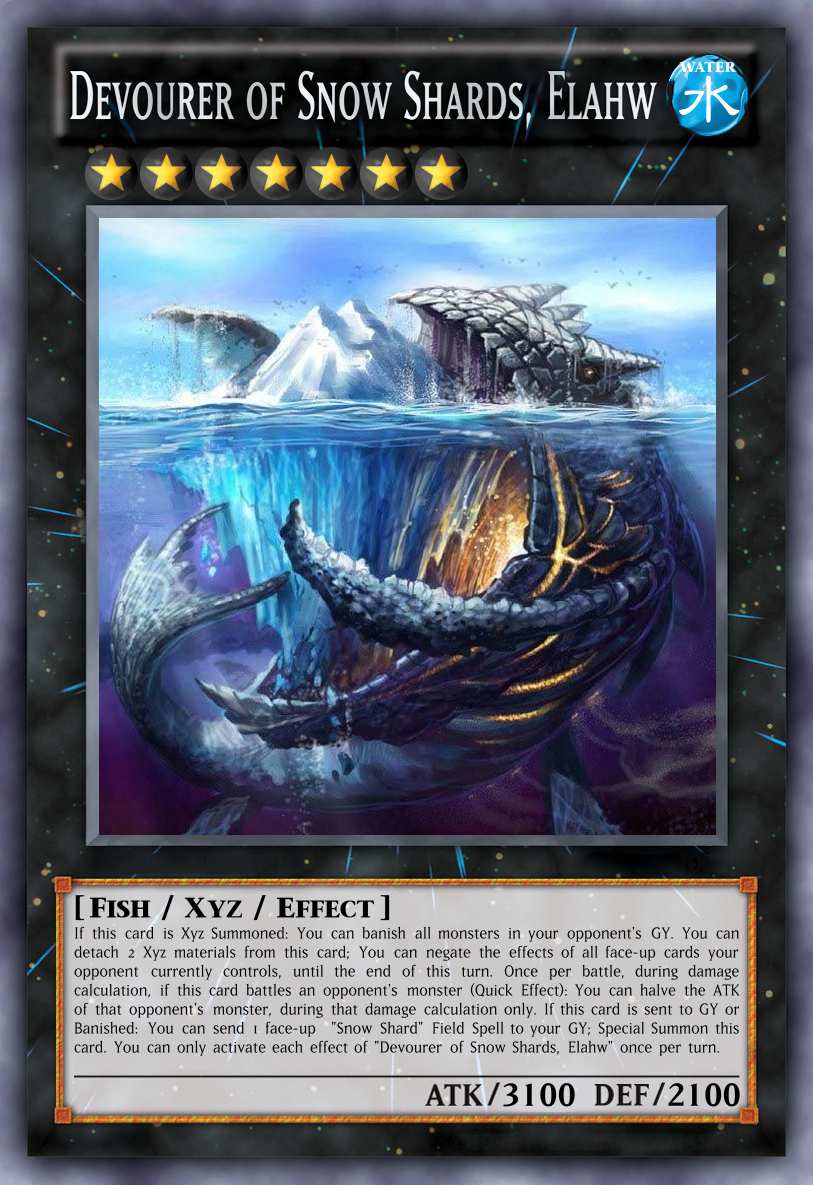 Devourer of Snow Shards, Elahw
WATER
水
[ Fish / Xyz / Effect ]
If this card is Xyz Summoned: You can banish all monsters in your opponent's GY. You can
detach 2 Xyz materials from this card; You can negate the effects of all face-up cards your
opponent currently controls, until the end of this turn. Once per battle, during damage
calculation, if this card battles an opponent's monster (Quick Effect): You can halve the ATK
of that opponent's monster, during that damage calculation only. If this card is sent to GY or
Banished: You can send 1 face-up "Snow Shard" Field Spell to your GY; Special Summon this
card. You can only activate each effect of "Devourer of Snow Shards, Elahw" once per turn.
ATK/3100 DEF/2100